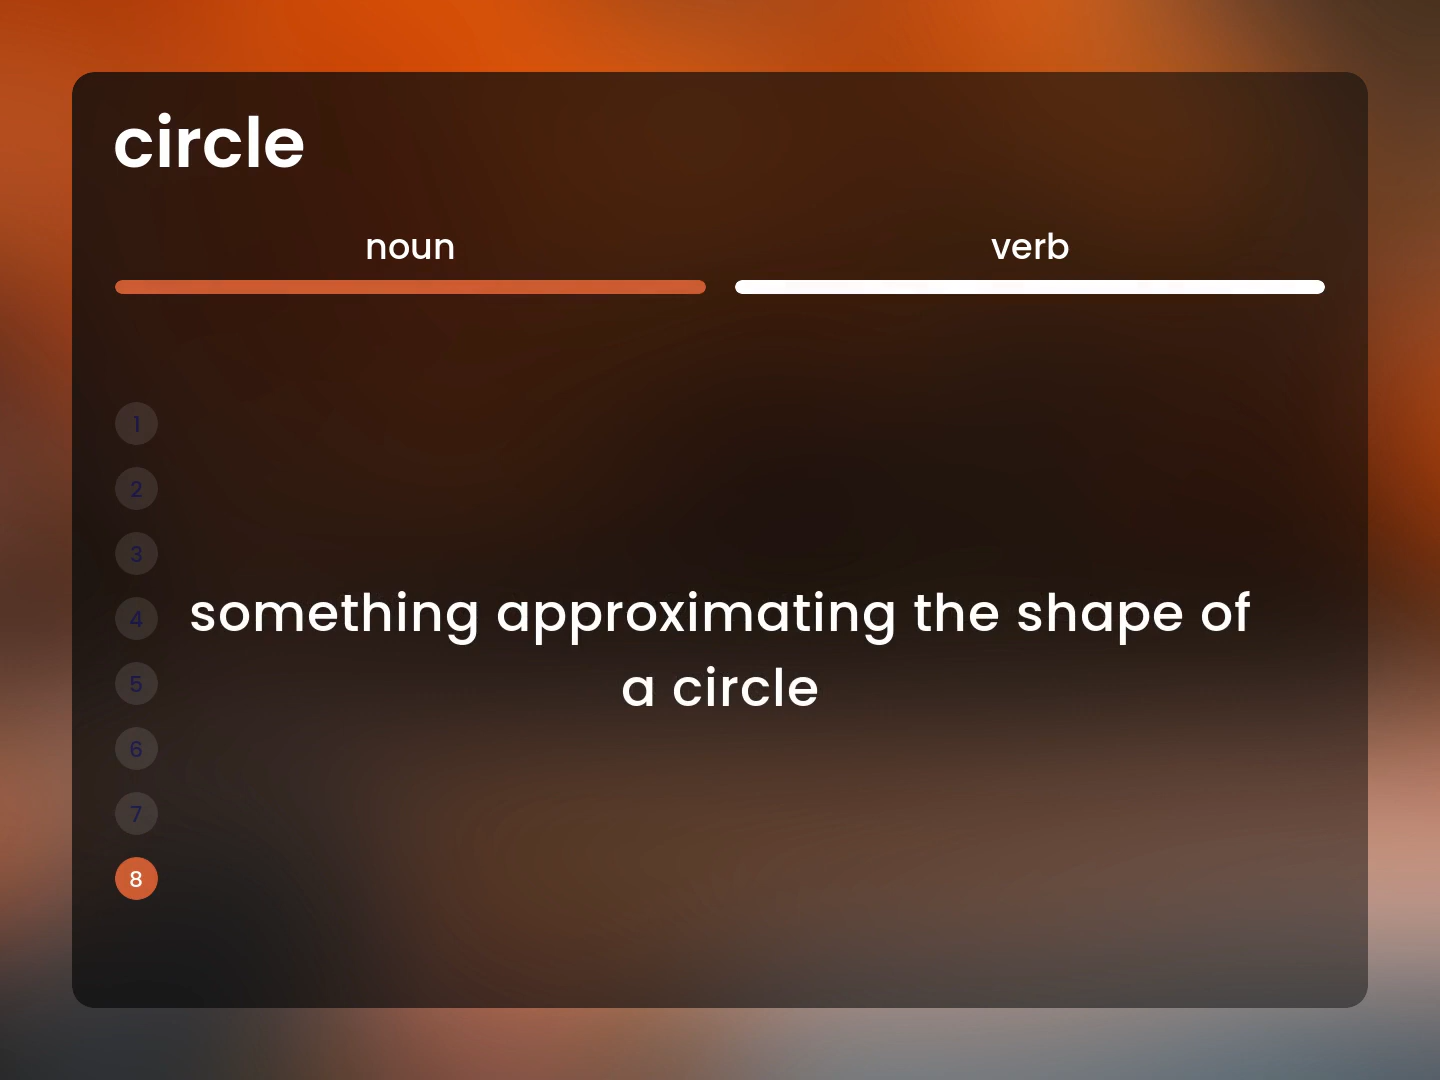 circle
noun
verb
1
2
3
4
5
6
7
8
something approximating the shape of
a circle